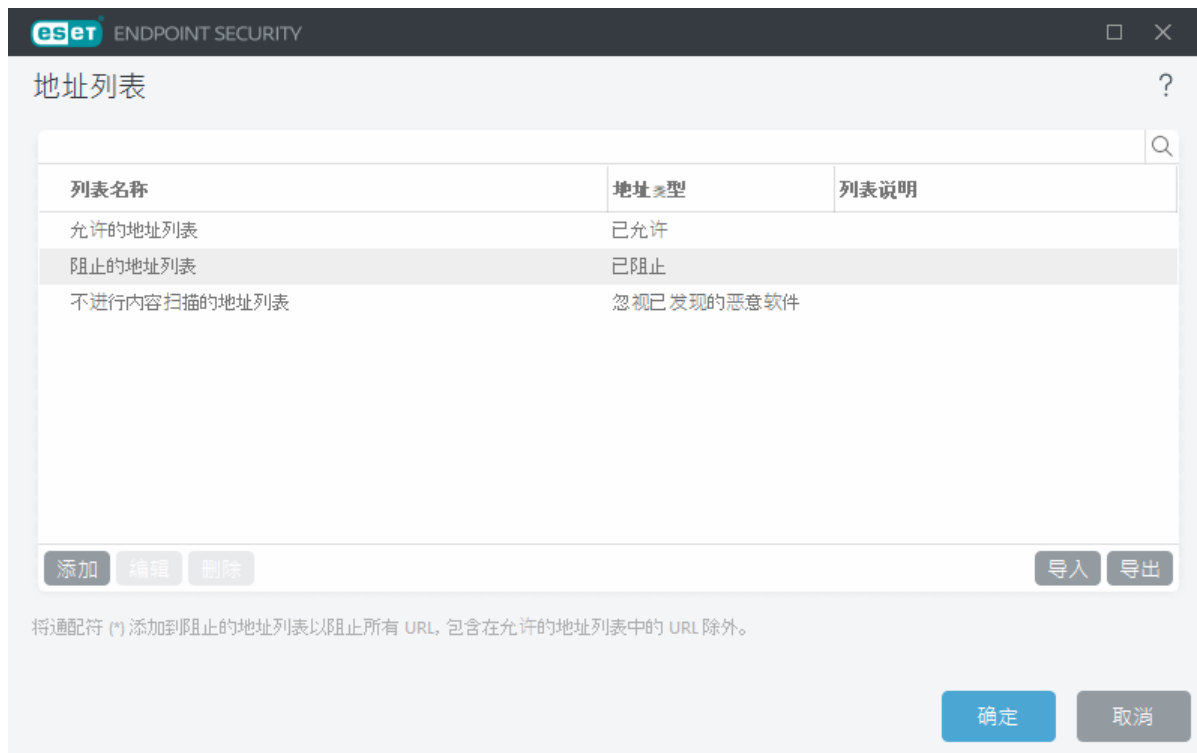 eset ENDPOINT SECURITY
地址列表
?
列表名称 地址类型 列表说明
允许的地址列表 已允许
阻止的地址列表 已阻止
不进行内容扫描的地址列表 忽视已发现的恶意软件
添加 编辑 删除 导入 导出
将通配符 (*) 添加到阻止的地址列表以阻止所有 URL, 包含在允许的地址列表中的 URL 除外。
确定 取消